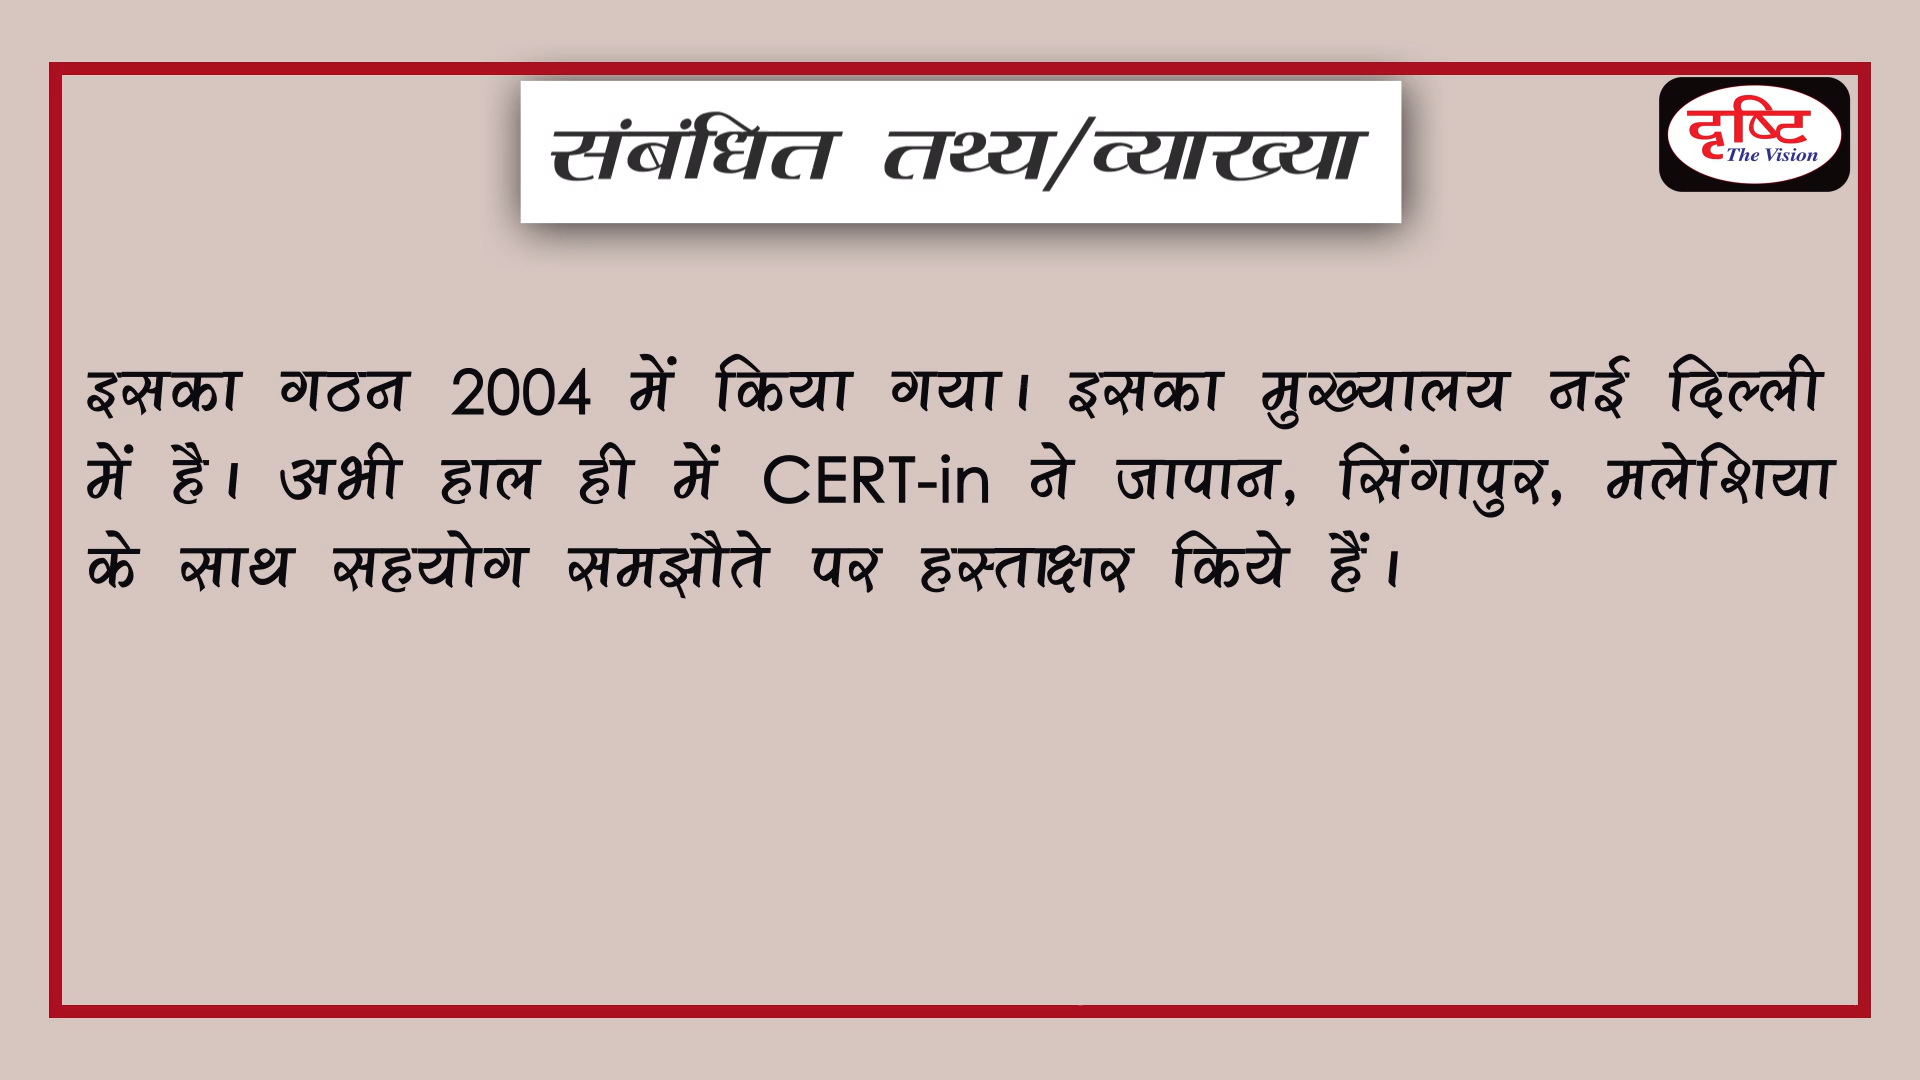 संबंधित तथ्य/व्याख्या
दृष्टि
The Vision
इसका गठन 2004 में किया गया। इसका मुख्यालय नई दिल्ली
में है। अभी हाल ही में CERT-in ने जापान, सिंगापुर, मलेशिया
के साथ सहयोग समझौते पर हस्ताक्षर किये हैं।